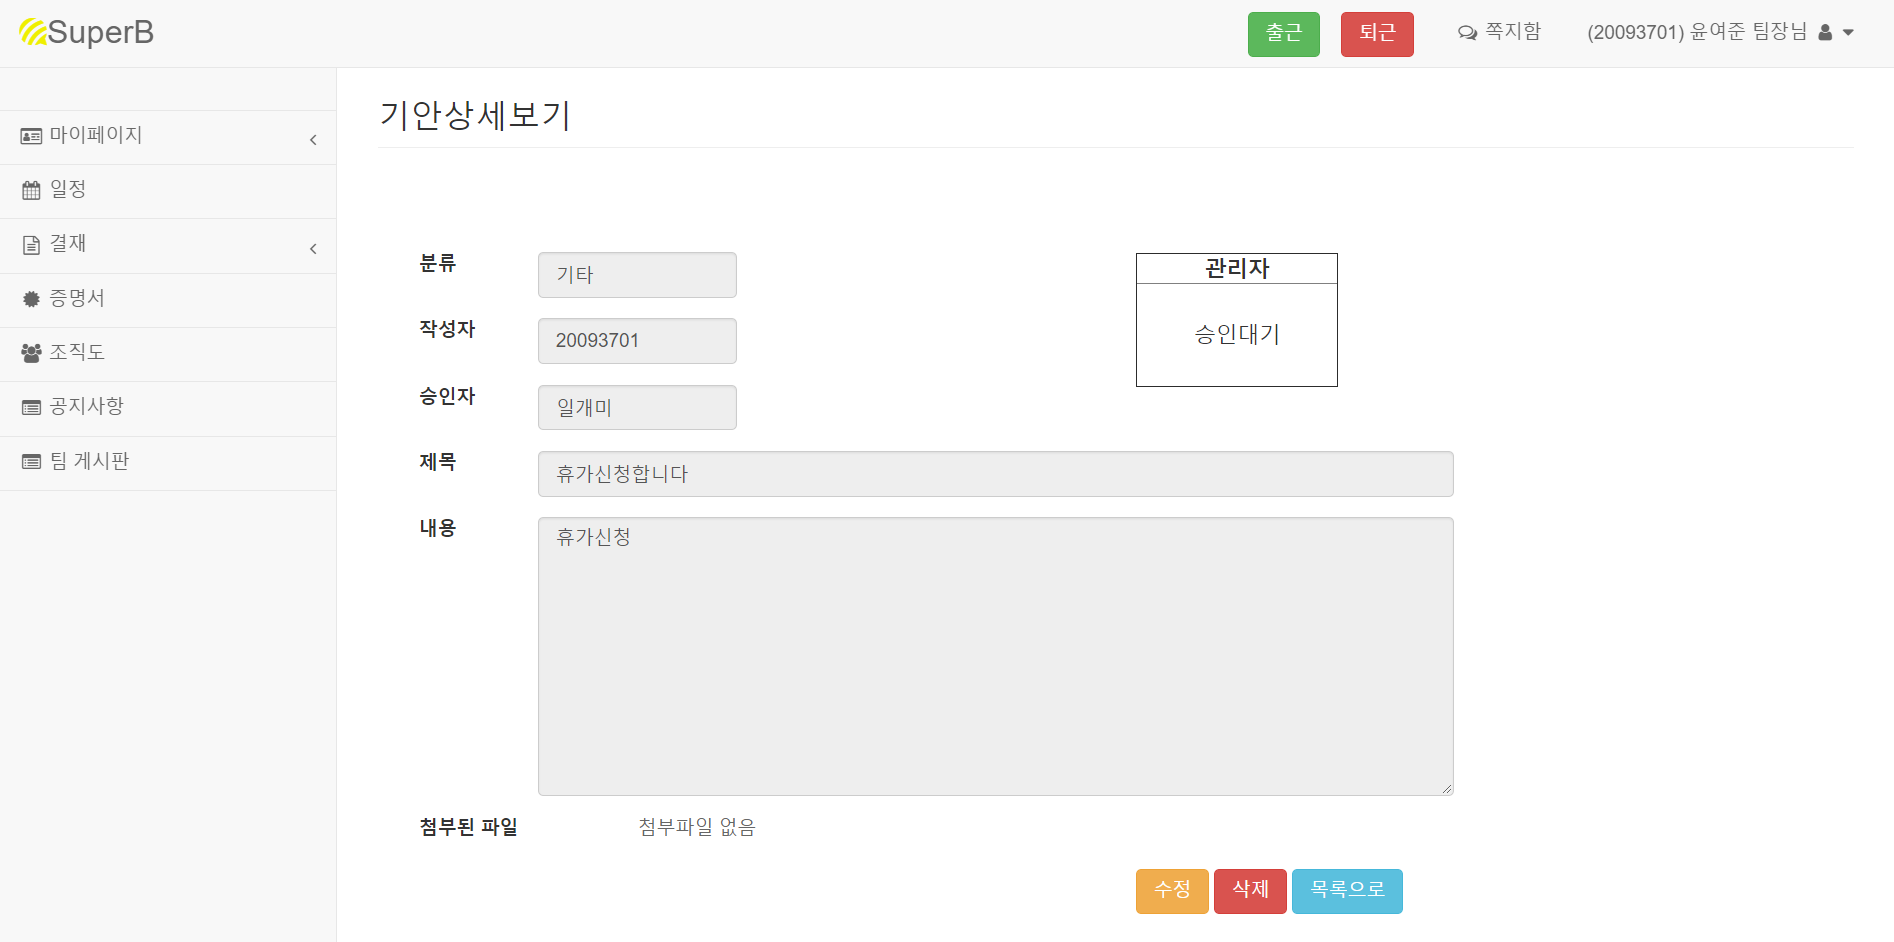 SuperB
출근 퇴근 쪽지함 (20093701) 윤여준 팀장님
마이페이지
일정
결재
증명서
조직도
공지사항
팀 게시판
기안상세보기
분류 기타
작성자 20093701
승인자 일개미
관리자
승인대기
제목 휴가신청합니다
내용 휴가신청
첨부된 파일 첨부파일 없음
수정 삭제 목록으로